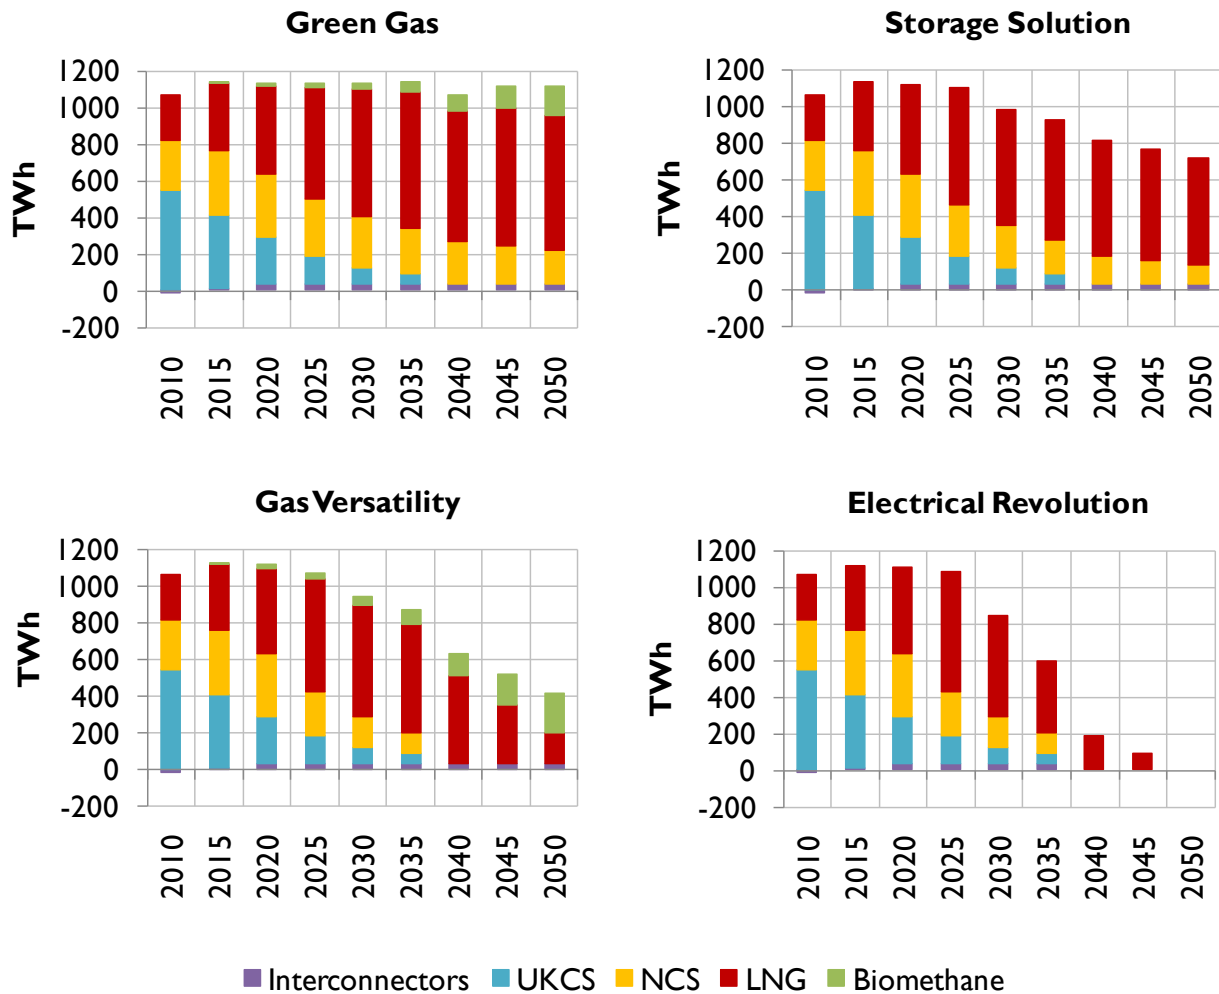 Green Gas
TWh
1200
1000
800
600
400
200
0
-200
2010 2015 2020 2025 2030 2035 2040 2045 2050
Storage Solution
TWh
1200
1000
800
600
400
200
0
-200
2010 2015 2020 2025 2030 2035 2040 2045 2050
Gas Versatility
TWh
1200
1000
800
600
400
200
0
-200
2010 2015 2020 2025 2030 2035 2040 2045 2050
Electrical Revolution
TWh
1200
1000
800
600
400
200
0
-200
2010 2015 2020 2025 2030 2035 2040 2045 2050
Interconnectors UKCS NCS LNG Biomethane